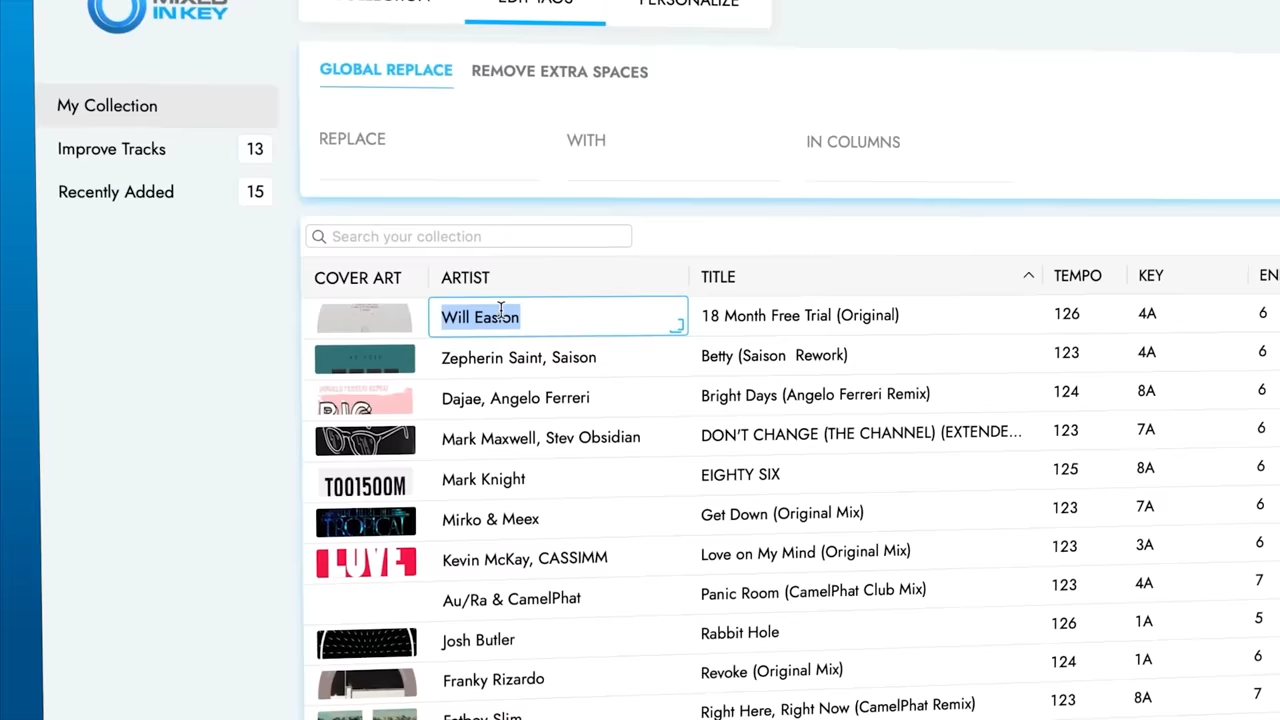 MIXED
IN KEY
EDIT TAGS
PERSONALIZE
GLOBAL REPLACE REMOVE EXTRA SPACES
My Collection
REPLACE WITH IN COLUMNS
Improve Tracks 13
Recently Added 15
Search your collection
COVER ART ARTIST TITLE TEMPO KEY EN
Will Easton 18 Month Free Trial (Original) 126 4A 6
Zepherin Saint, Saison Betty (Saison  Rework) 123 4A 6
Dajae, Angelo Ferreri Bright Days (Angelo Ferreri Remix) 124 8A 6
Mark Maxwell, Stev Obsidian DON'T CHANGE (THE CHANNEL) (EXTENDE... 123 7A 6
TOO1500M Mark Knight EIGHTY SIX 125 8A 6
TROPICAL Mirko & Meex Get Down (Original Mix) 123 7A 6
LOVE Kevin McKay, CASSIMM Love on My Mind (Original Mix) 123 3A 6
Au/Ra & CamelPhat Panic Room (CamelPhat Club Mix) 123 4A 7
Josh Butler Rabbit Hole 126 1A 5
Franky Rizardo Revoke (Original Mix) 124 1A 6
Fatboy Slim Right Here, Right Now (CamelPhat Remix) 123 8A 7